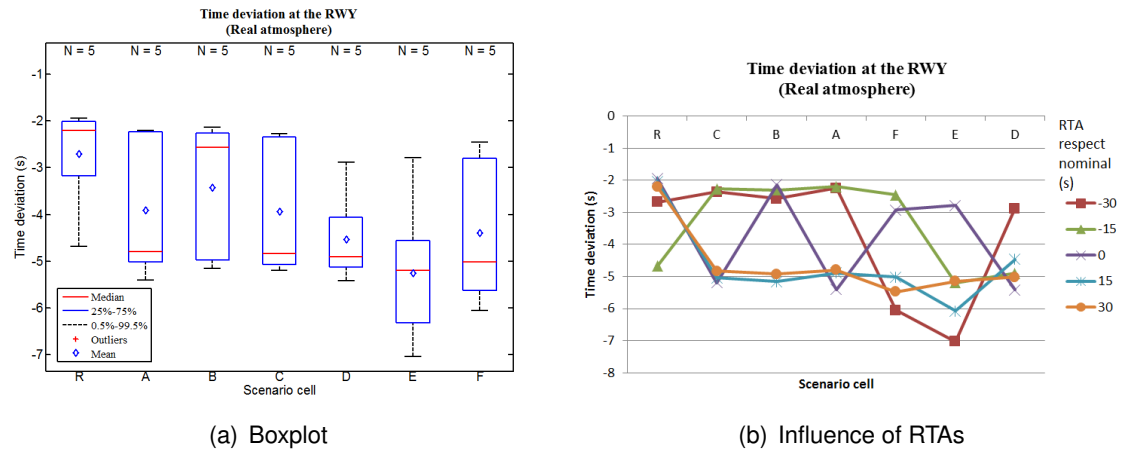 Time deviation at the RWY
(Real atmosphere)
N = 5 N = 5 N = 5 N = 5 N = 5 N = 5 N = 5
-1
-2
-3
-4
-5
-6
-7
Time deviation (s)
Median
25%-75%
0.5%-99.5%
Outliers
Mean
R A B C D E F
Scenario cell
(a) Boxplot
Time deviation at the RWY
(Real atmosphere)
0
-1
-2
-3
-4
-5
-6
-7
-8
Time deviation (s)
R C B A F E D
Scenario cell
RTA
respect
nominal
(s)
-30
-15
0
15
30
(b) Influence of RTAs